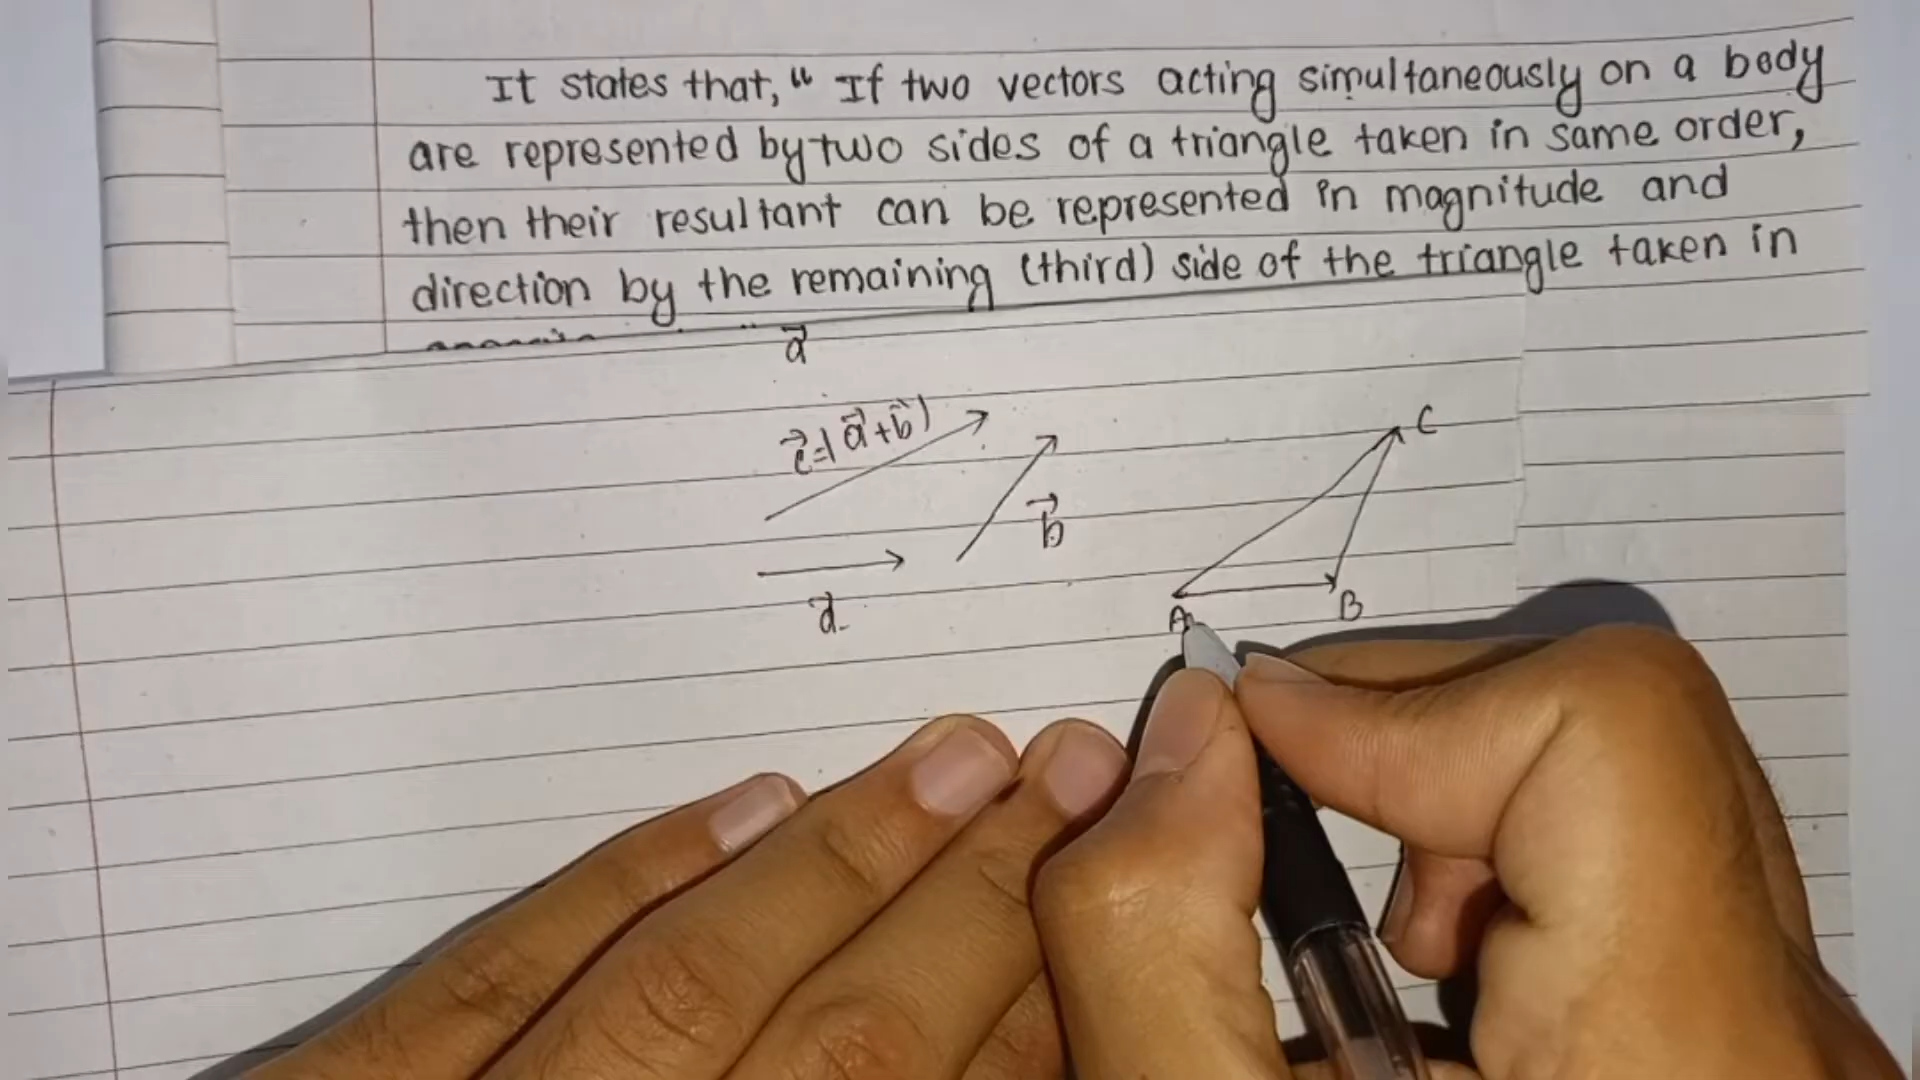 It states that, " If two vectors acting simultaneously on a body
are represented by two sides of a triangle taken in same order,
then their resultant can be represented in magnitude and
direction by the remaining (third) side of the triangle taken in
a⃗
c⃗=(a⃗+b⃗)
C
b⃗
a⃗
A
B